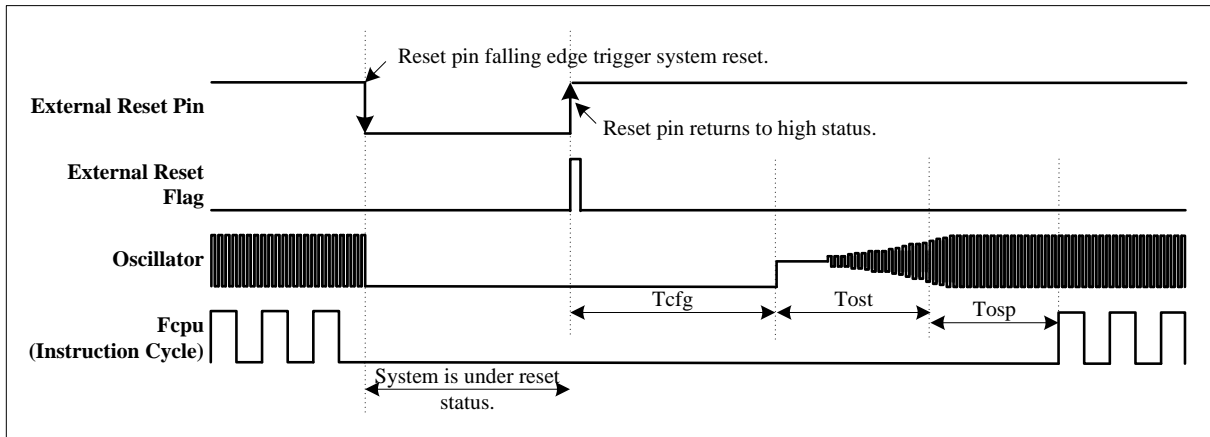 Reset pin falling edge trigger system reset.
External Reset Pin
Reset pin returns to high status.
External Reset
Flag
Oscillator
Tcfg
Tost
Tosp
Fcpu
(Instruction Cycle)
System is under reset
status.